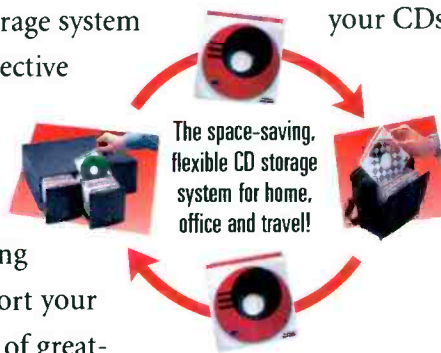 rage system
ective
ng
ort your
of great-
your CDs
The space-saving,
flexible CD storage
system for home,
office and travel!